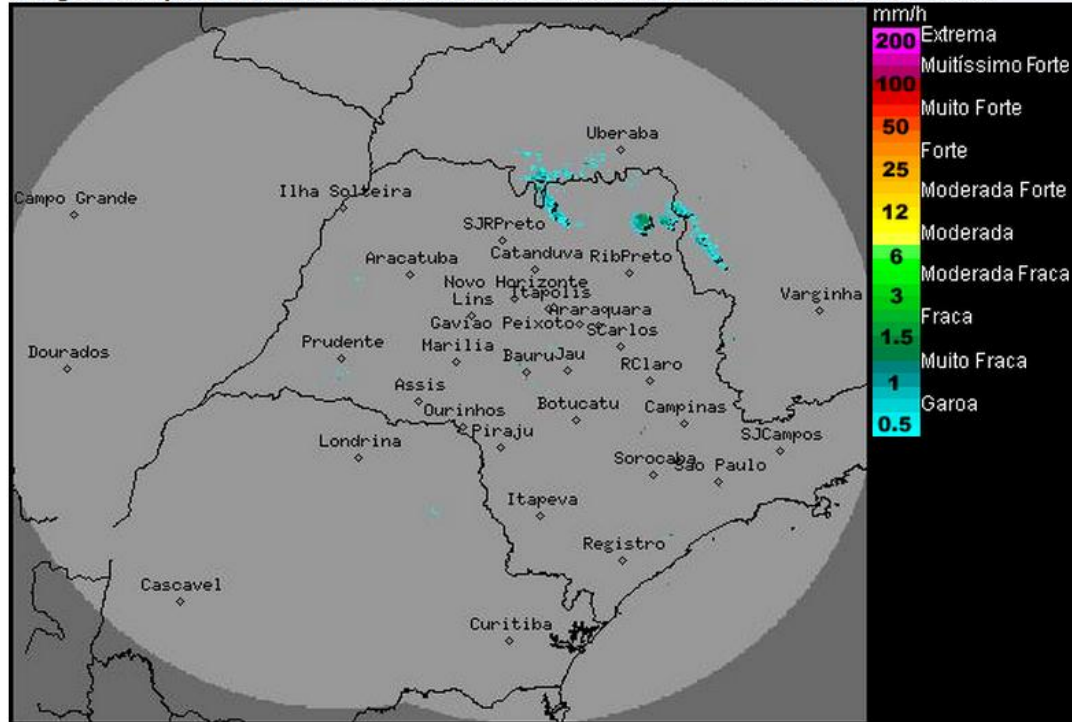 mm/h
200 Extrema
Muitíssimo Forte
100
Muito Forte
50
Forte
25
Moderada Forte
12
Moderada
6
Moderada Fraca
3
Fraca
1.5
Muito Fraca
1
Garoa
0.5
Uberaba
Campo Grande
Ilha Solteira
SJRPreto
Catanduva
Aracatuba
RibPreto
Novo Horizonte
Lins
Itapolis
Araraquara
Varginha
Gaviao Peixoto
SCarlos
Prudente
Marilia
Dourados
Bauru
Jau
RClaro
Assis
Ourinhos
Botucatu
Campinas
Piraju
Londrina
SJCampos
Sorocaba
Sao Paulo
Itapeva
Registro
Cascavel
Curitiba